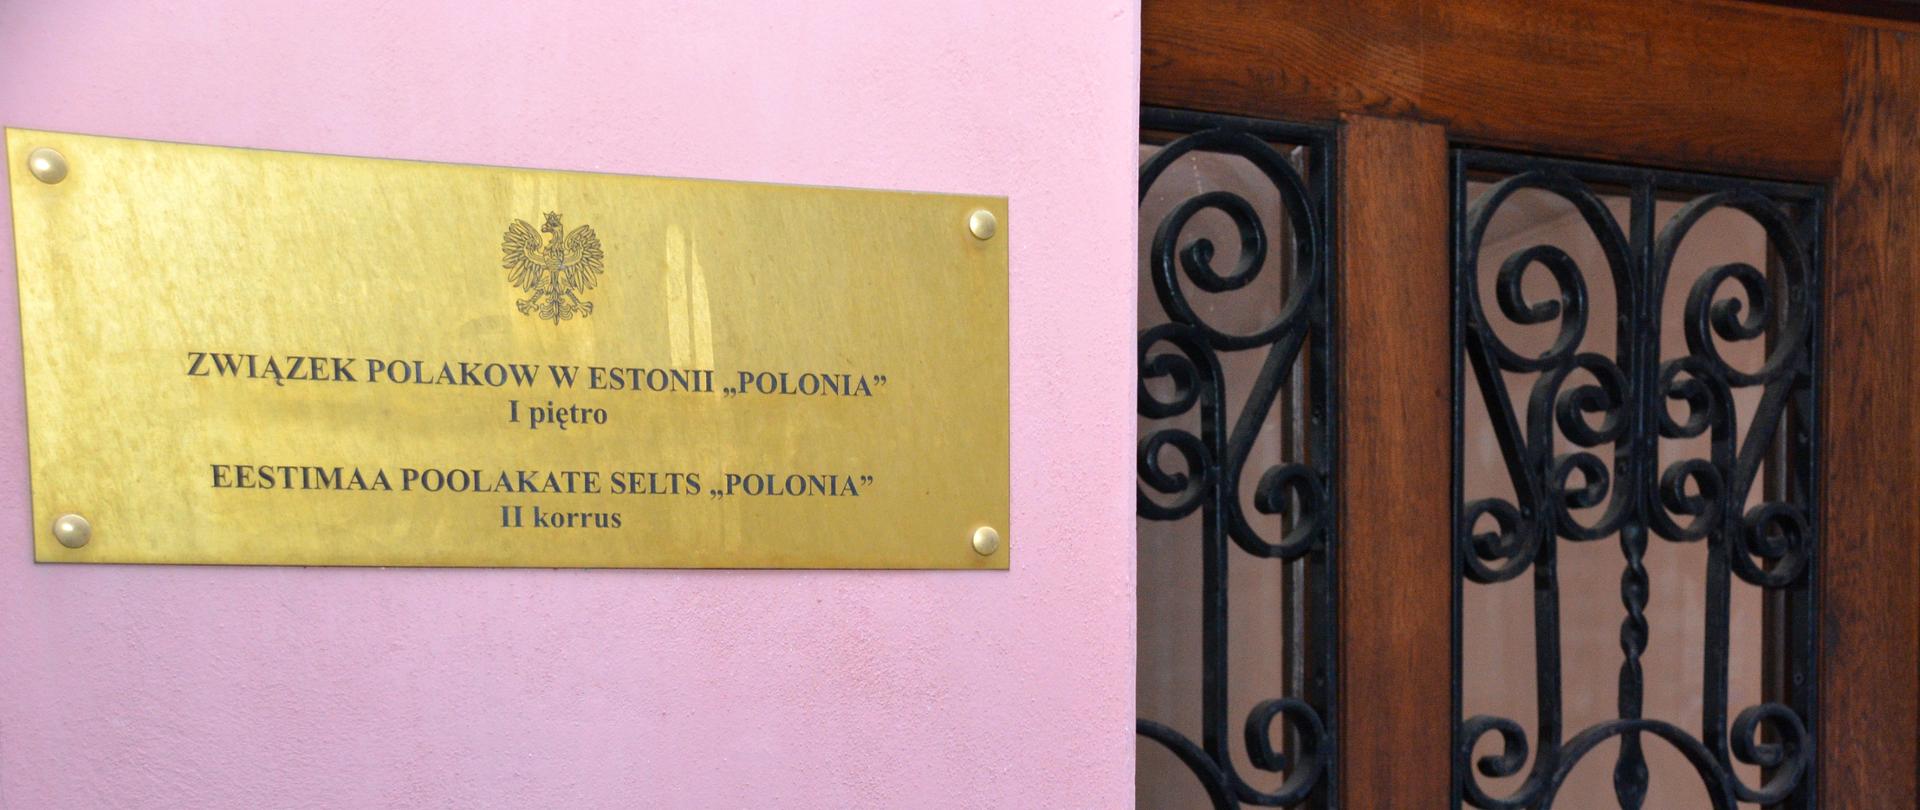 ZWIĄZEK POLAKOW W ESTONII „POLONIA”
I piętro
EESTIMAA POOLAKATE SELTS „POLONIA”
II korrus